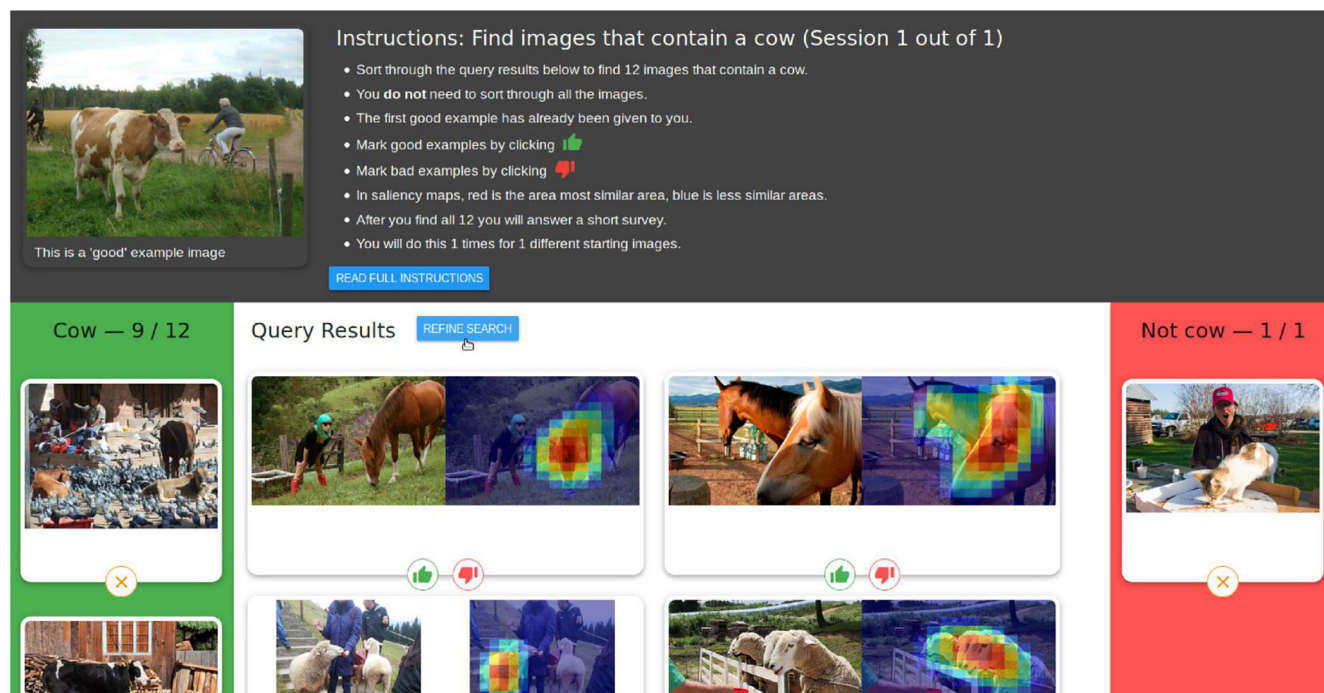 Instructions: Find images that contain a cow (Session 1 out of 1)
• Sort through the query results below to find 12 images that contain a cow.
• You do not need to sort through all the images.
• The first good example has already been given to you.
• Mark good examples by clicking
• Mark bad examples by clicking
• In saliency maps, red is the area most similar area, blue is less similar areas.
• After you find all 12 you will answer a short survey.
• You will do this 1 times for 1 different starting images.
This is a 'good' example image
READ FULL INSTRUCTIONS
Cow — 9 / 12
Query Results
REFINE SEARCH
Not cow — 1 / 1